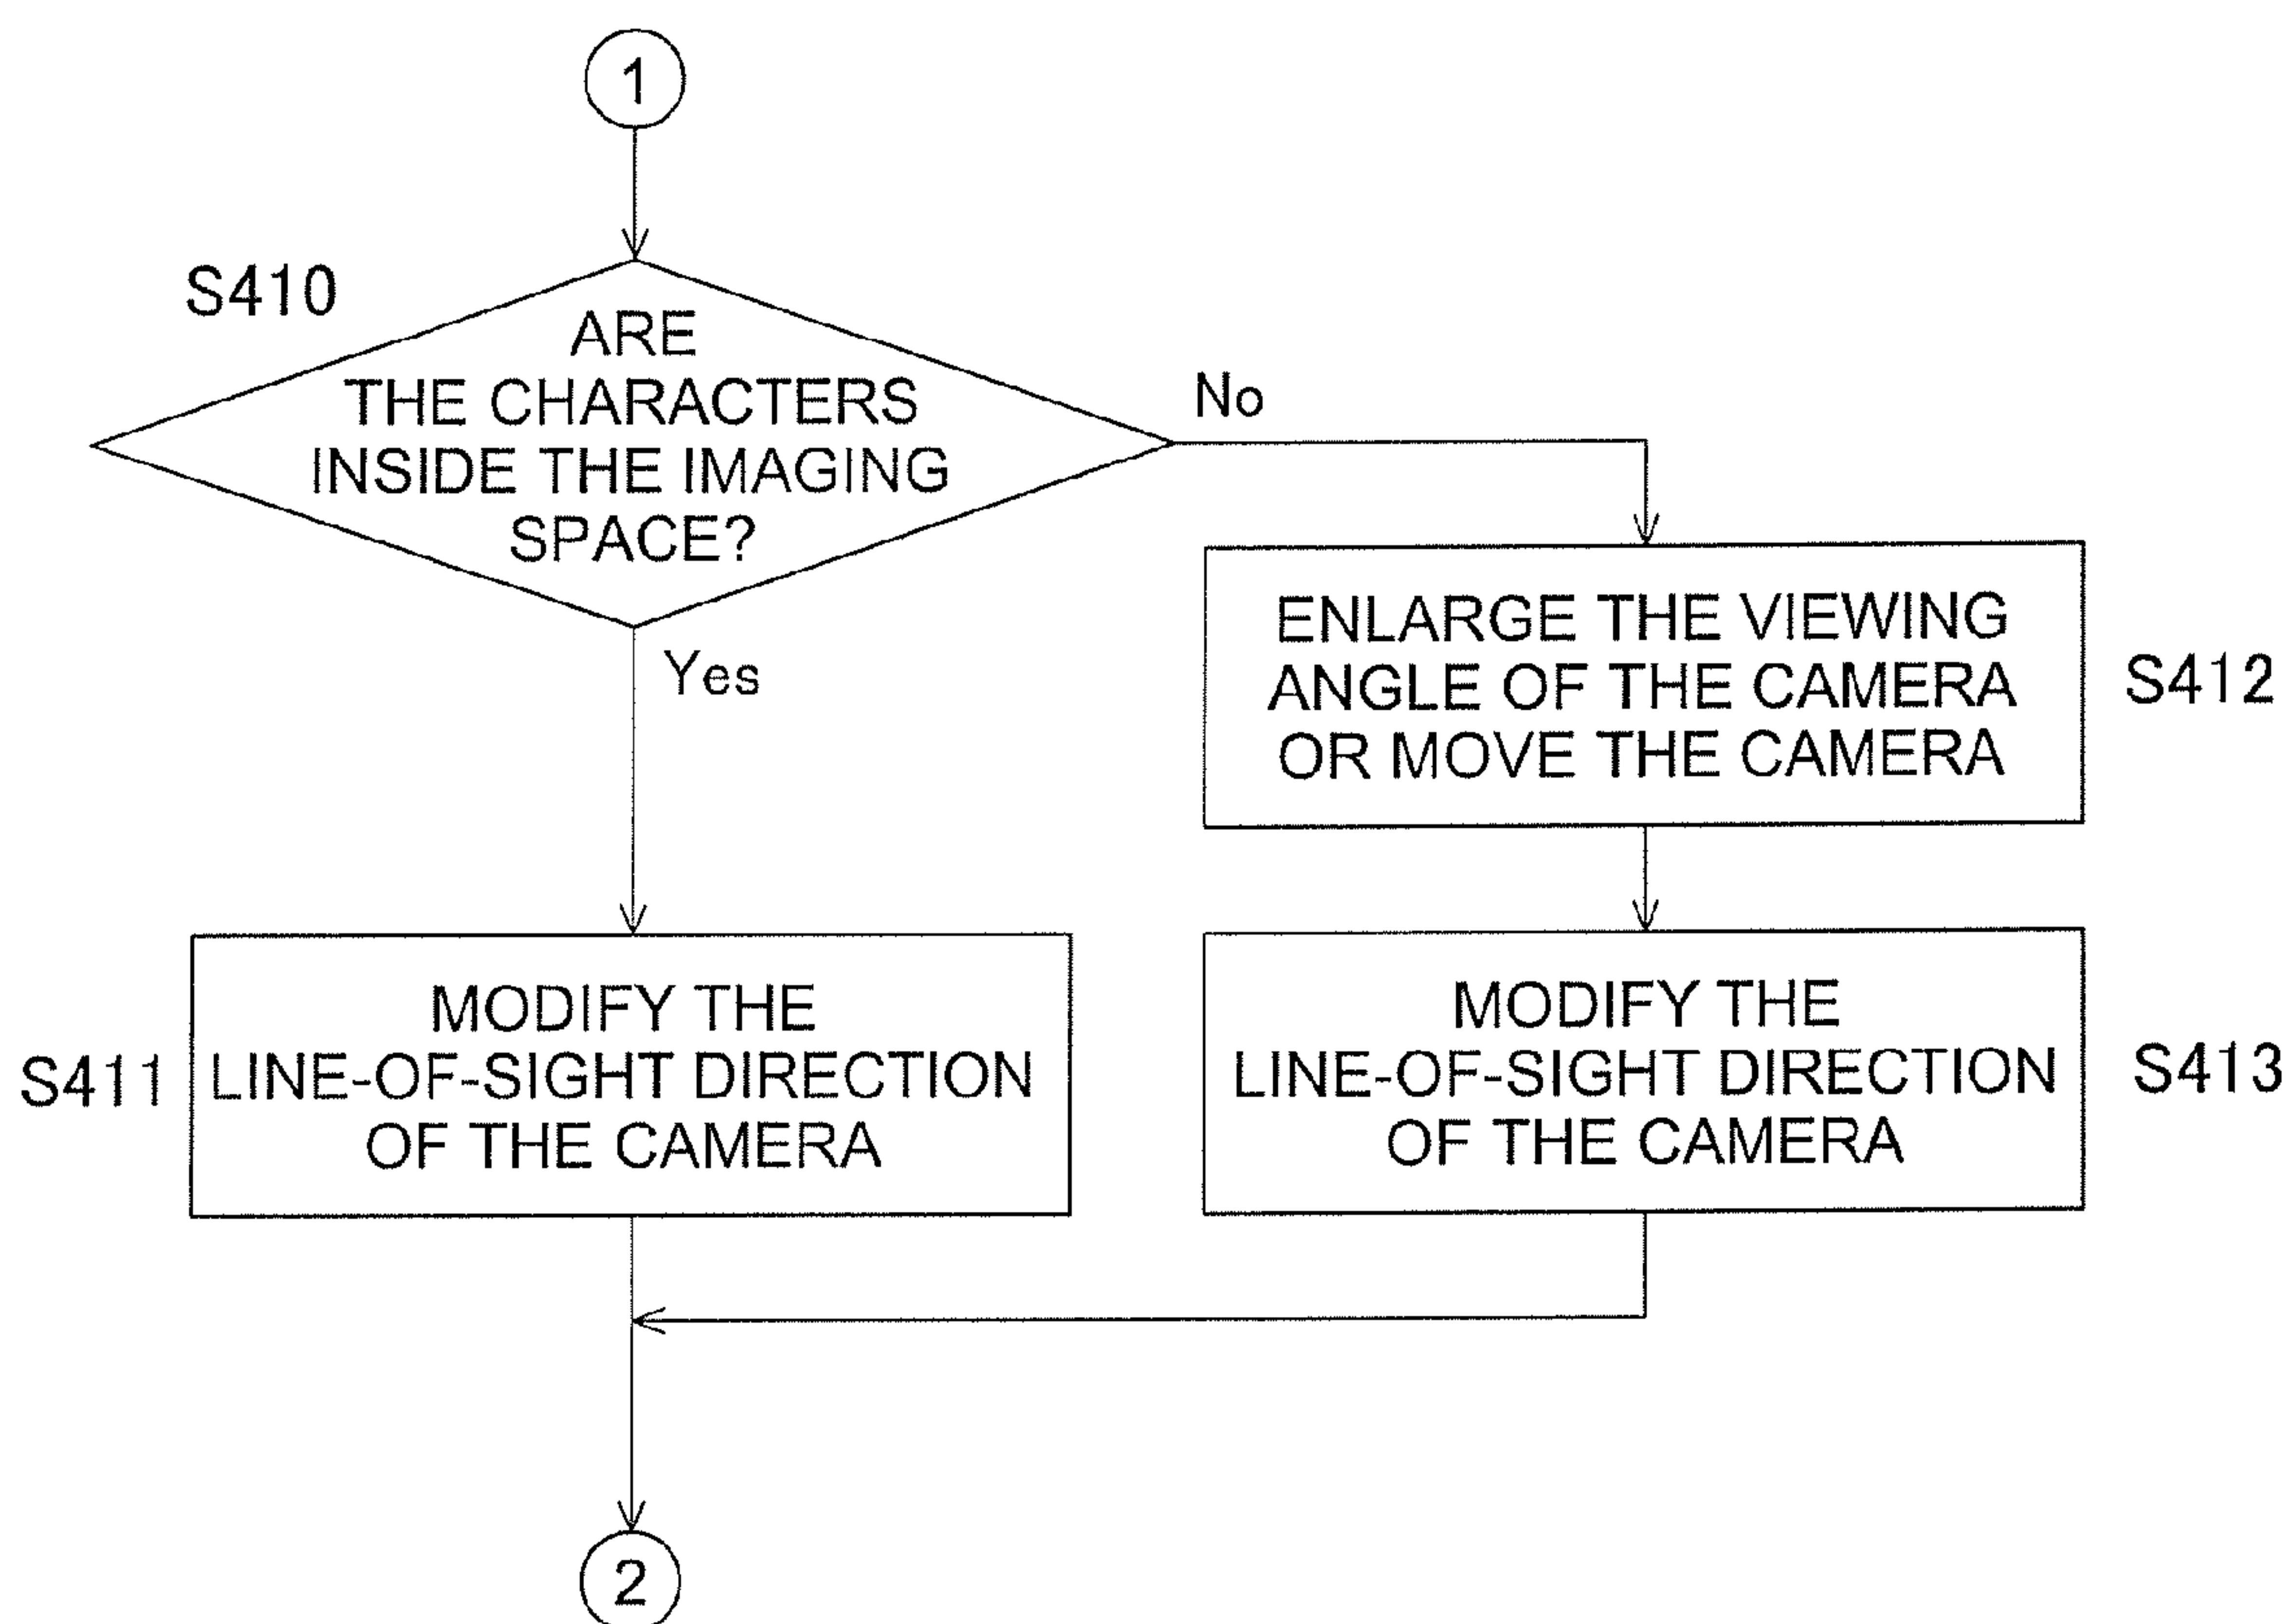 1
S410
ARE
THE CHARACTERS
INSIDE THE IMAGING
SPACE?
No
Yes
ENLARGE THE VIEWING
ANGLE OF THE CAMERA
OR MOVE THE CAMERA
S412
S411
MODIFY THE
LINE-OF-SIGHT DIRECTION
OF THE CAMERA
MODIFY THE
LINE-OF-SIGHT DIRECTION
OF THE CAMERA
S413
2